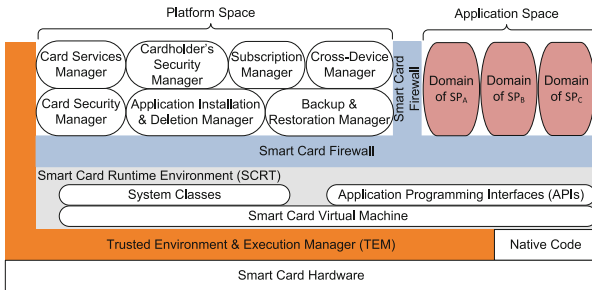 Platform Space
Application Space
Card Services
Manager
Cardholder's
Security
Manager
Subscription
Manager
Cross-Device
Manager
Card Security
Manager
Application Installation
& Deletion Manager
Backup &
Restoration Manager
Smart Card
Firewall
Domain
of SPA
Domain
of SPB
Domain
of SPC
Smart Card Firewall
Smart Card Runtime Environment (SCRT)
System Classes
Application Programming Interfaces (APIs)
Smart Card Virtual Machine
Trusted Environment & Execution Manager (TEM)
Native Code
Smart Card Hardware